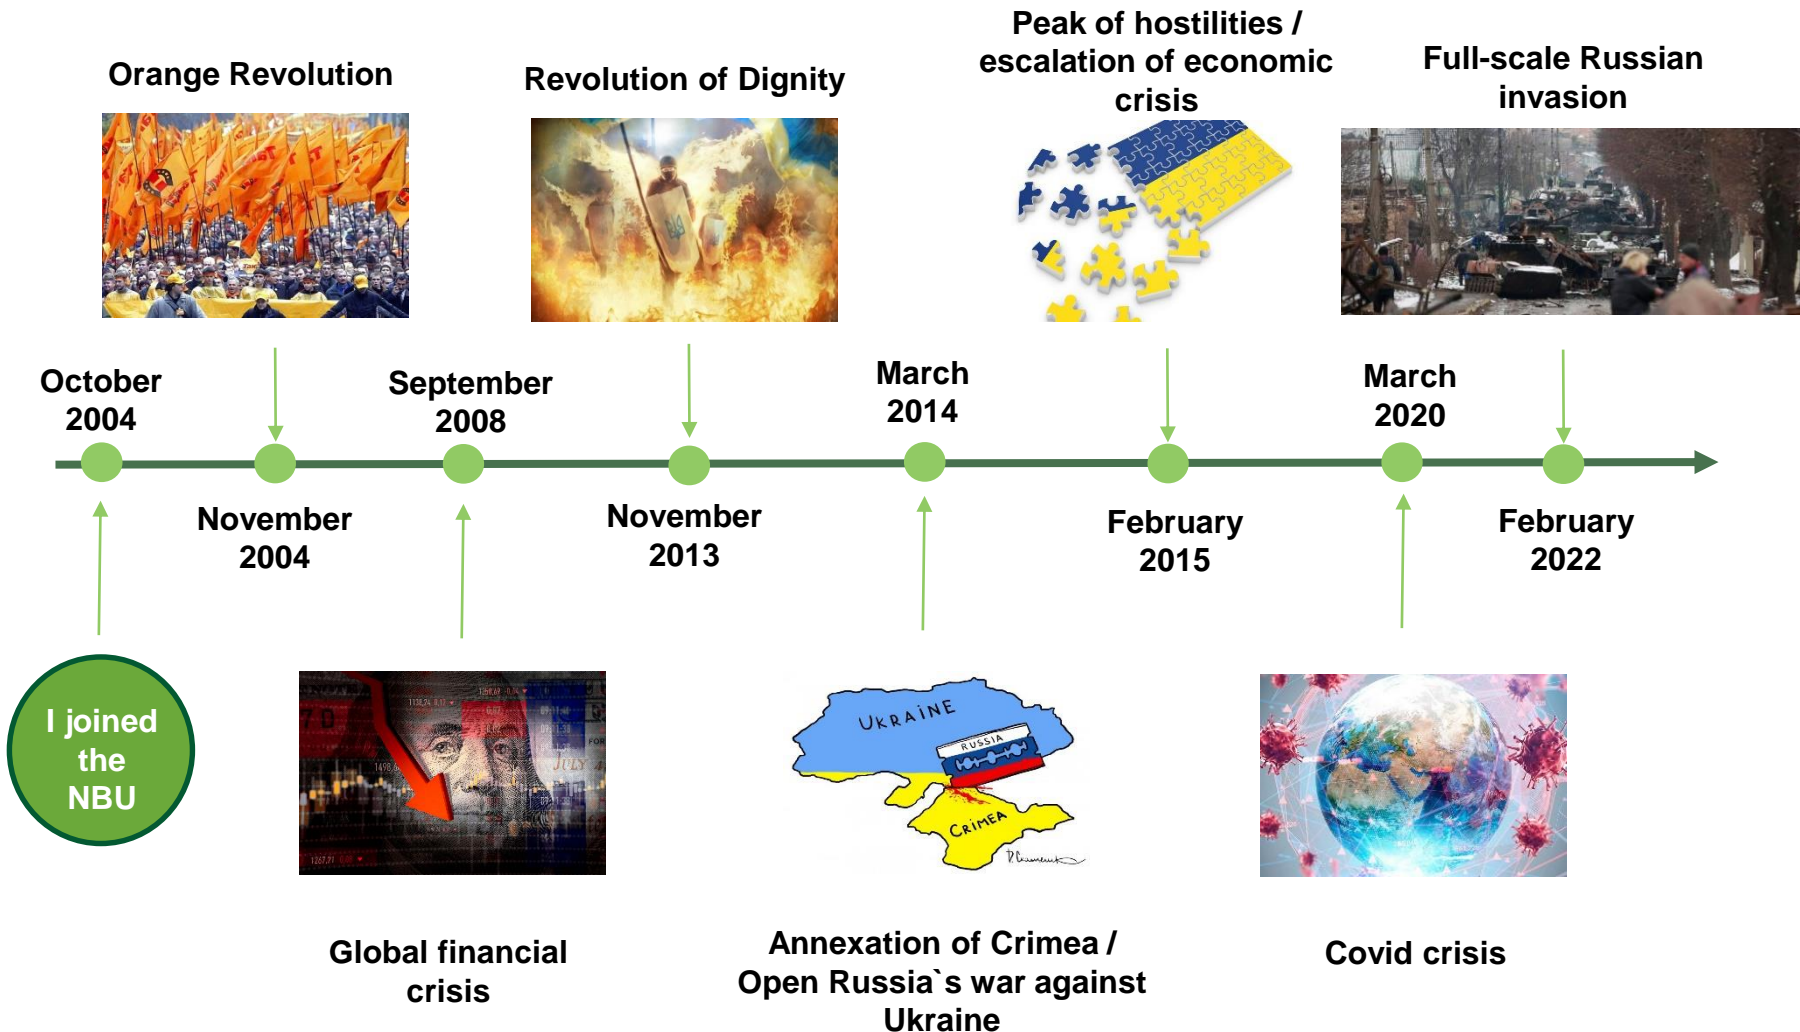 Orange Revolution
Revolution of Dignity
Peak of hostilities /
escalation of economic
crisis
Full-scale Russian
invasion
October
2004
September
2008
March
2014
March
2020
November
2004
November
2013
February
2015
February
2022
I joined
the
NBU
UKRAINE
RUSSIA
CRIMEA
JULY 4
Global financial
crisis
Annexation of Crimea /
Open Russia`s war against
Ukraine
Covid crisis